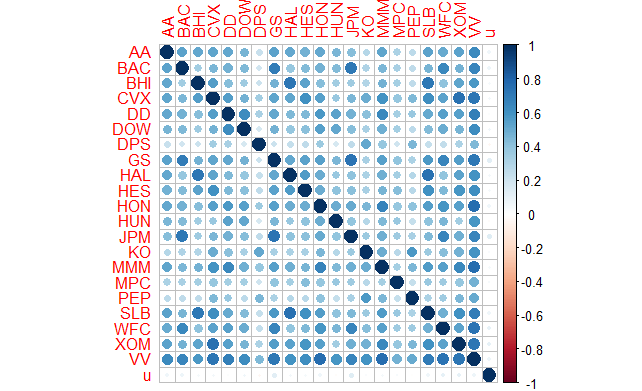 AA BAC BHI CVX DD DOW DPS GS HAL HES HON HUN JPM KO MMM MPC PEP SLB WFC XOM VV u
AA
BAC
BHI
CVX
DD
DOW
DPS
GS
HAL
HES
HON
HUN
JPM
KO
MMM
MPC
PEP
SLB
WFC
XOM
VV
u
1
0.8
0.6
0.4
0.2
0
-0.2
-0.4
-0.6
-0.8
-1